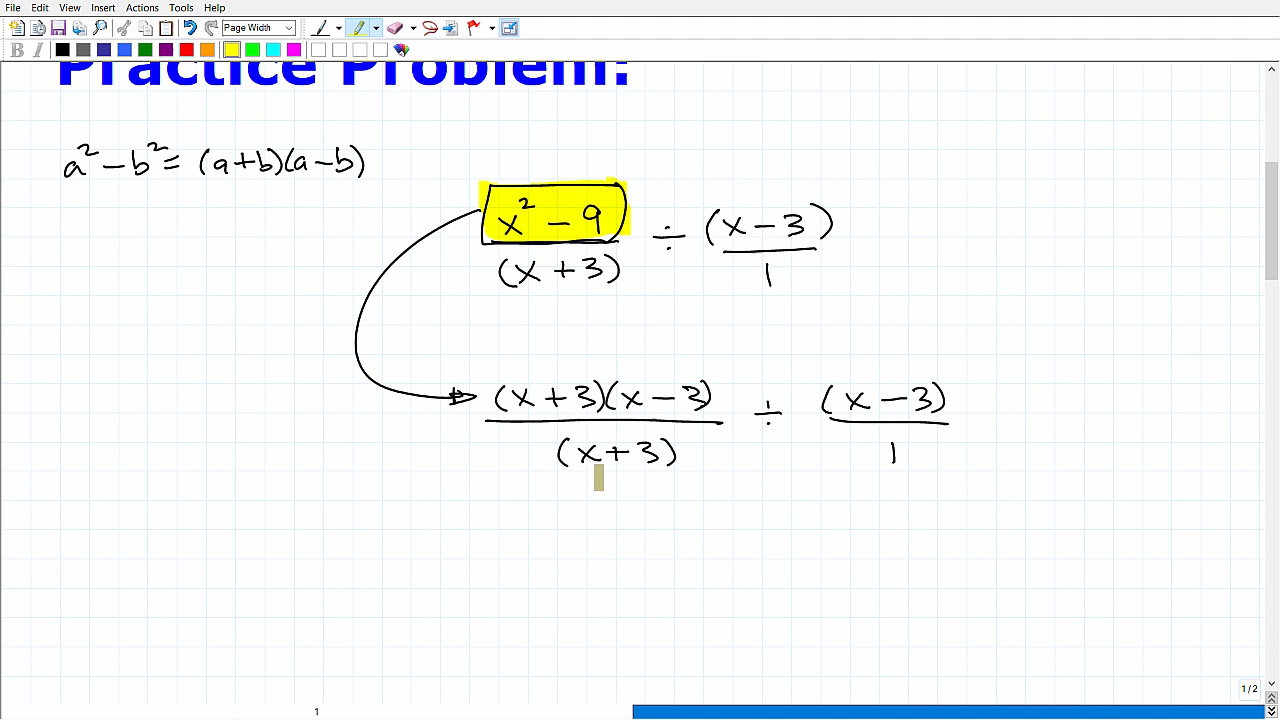 File Edit View Insert Actions Tools Help
Page Width
B I
Practice Problem:
a² – b² = (a+b)(a–b)
x² – 9 ÷ (x – 3)
(x + 3) 1
(x + 3)(x – 3) ÷ (x – 3)
(x + 3) 1
1/2
1